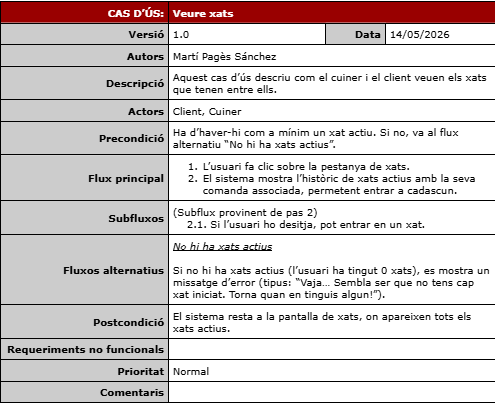 CAS D’ÚS: Veure xats
Versió 1.0 Data 14/05/2026
Autors Martí Pagès Sánchez
Descripció Aquest cas d’ús descriu com el cuiner i el client veuen els xats
que tenen entre ells.
Actors Client, Cuiner
Precondició Ha d’haver-hi com a mínim un xat actiu. Si no, va al flux
alternatiu “No hi ha xats actius”.
Flux principal
1. L’usuari fa clic sobre la pestanya de xats.
2. El sistema mostra l’històric de xats actius amb la seva
comanda associada, permetent entrar a cadascun.
Subfluxos (Subflux provinent de pas 2)
2.1. Si l’usuari ho desitja, pot entrar en un xat.
Fluxos alternatius
No hi ha xats actius
Si no hi ha xats actius (l’usuari ha tingut 0 xats), es mostra un
missatge d’error (tipus: “Vaja… Sembla ser que no tens cap
xat iniciat. Torna quan en tinguis algun!”).
Postcondició El sistema resta a la pantalla de xats, on apareixen tots els
xats actius.
Requeriments no funcionals
Prioritat Normal
Comentaris